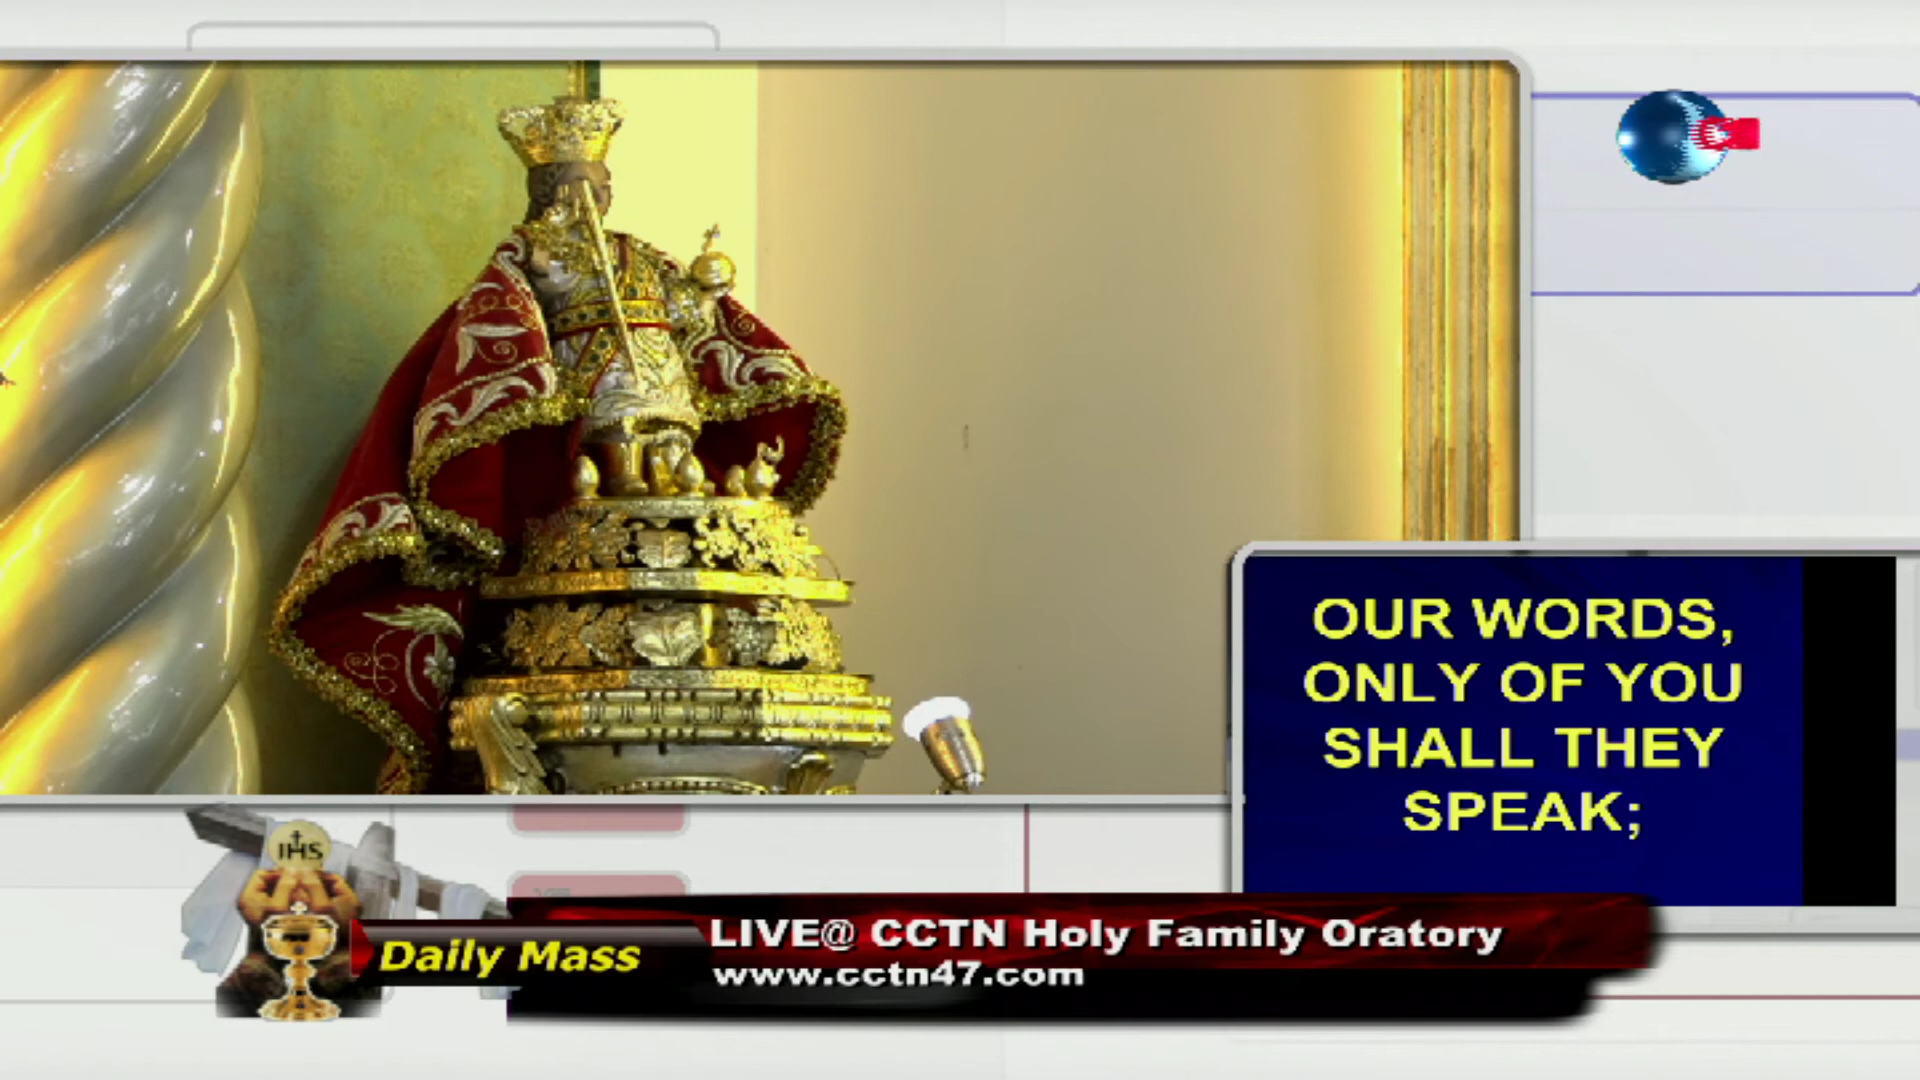 OUR WORDS,
ONLY OF YOU
SHALL THEY
SPEAK;
IHS
Daily Mass
LIVE@ CCTN Holy Family Oratory
www.cctn47.com